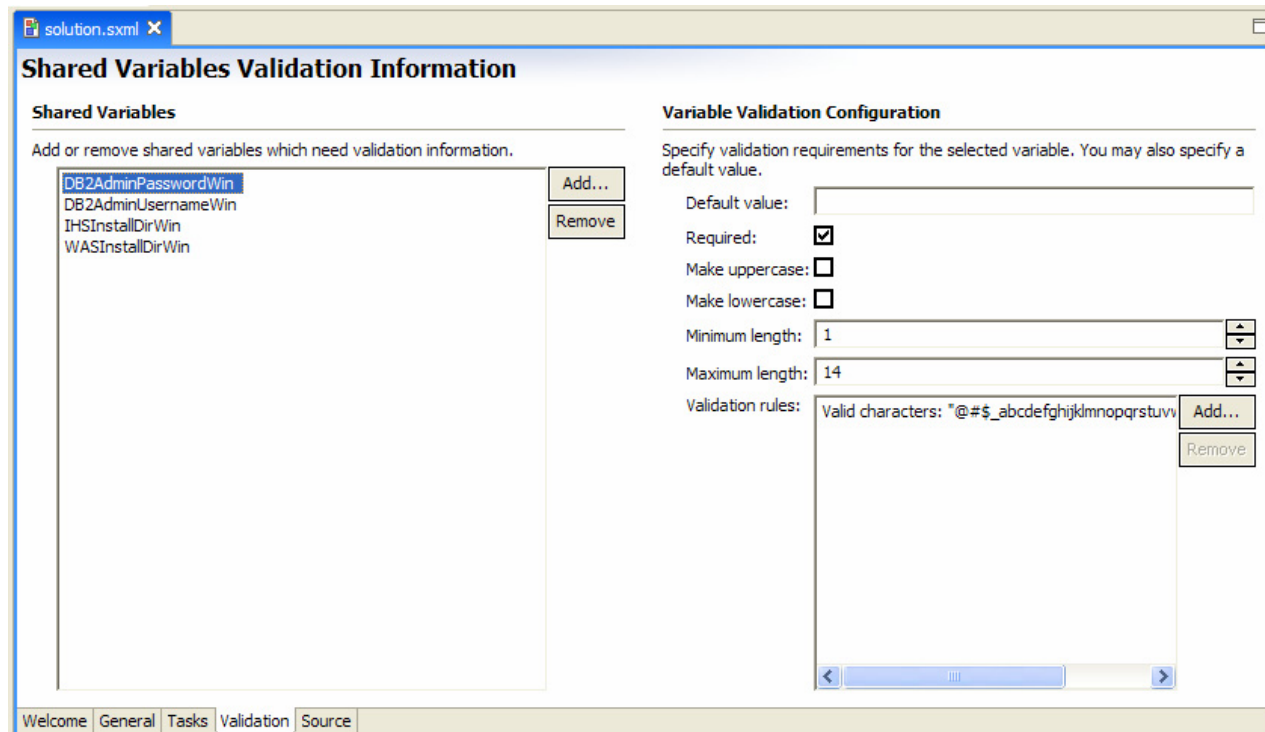 solution.sxml
Shared Variables Validation Information
Shared Variables
Add or remove shared variables which need validation information.
DB2AdminPasswordWin
DB2AdminUsernameWin
IHSInstallDirWin
WASInstallDirWin
Add...
Remove
Variable Validation Configuration
Specify validation requirements for the selected variable. You may also specify a
default value.
Default value:
Required:
Make uppercase:
Make lowercase:
Minimum length: 1
Maximum length: 14
Validation rules: Valid characters: "@#$_abcdefghijklmnopqrstuvw
Add...
Remove
Welcome General Tasks Validation Source